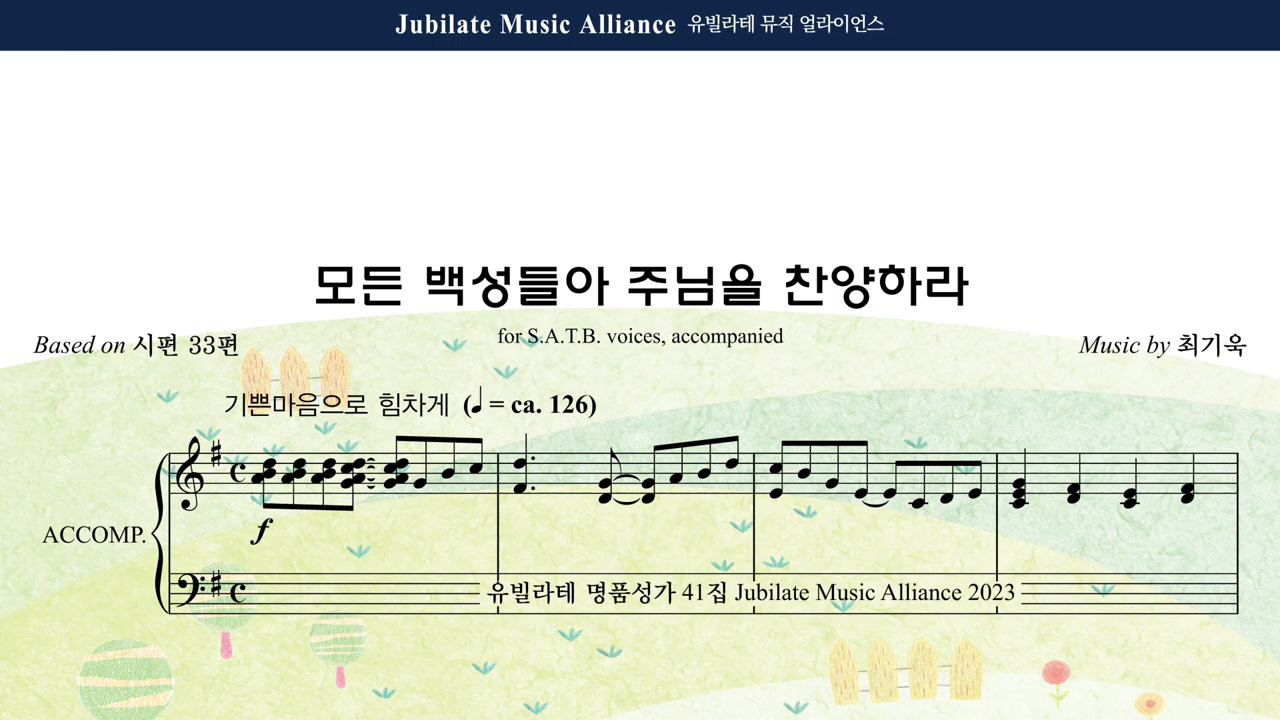 Jubilate Music Alliance 유빌라테 뮤직 얼라이언스
모든 백성들아 주님을 찬양하라
for S.A.T.B. voices, accompanied
Based on 시편 33편
Music by 최기욱
기쁜마음으로 힘차게 (♩ = ca. 126)
f
ACCOMP.
유빌라테 명품성가 41집 Jubilate Music Alliance 2023